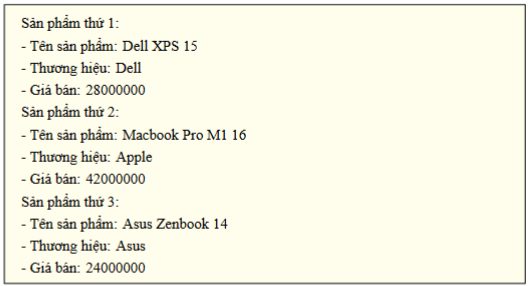 Sản phẩm thứ 1:
- Tên sản phẩm: Dell XPS 15
- Thương hiệu: Dell
- Giá bán: 28000000
Sản phẩm thứ 2:
- Tên sản phẩm: Macbook Pro M1 16
- Thương hiệu: Apple
- Giá bán: 42000000
Sản phẩm thứ 3:
- Tên sản phẩm: Asus Zenbook 14
- Thương hiệu: Asus
- Giá bán: 24000000